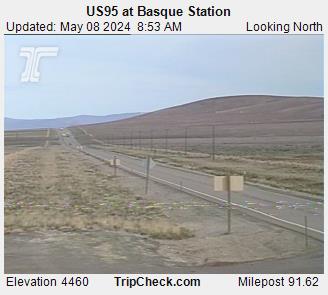 US95 at Basque Station
Updated: May 08 2024 8:53 AM Looking North
Elevation 4460 TripCheck.com Milepost 91.62